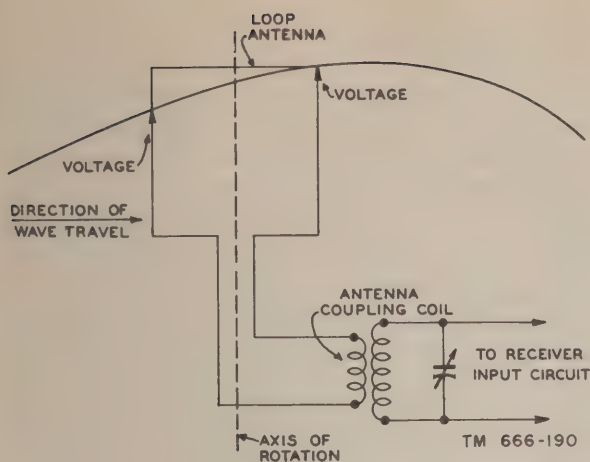 LOOP
ANTENNA
VOLTAGE
VOLTAGE
DIRECTION OF
WAVE TRAVEL
ANTENNA
COUPLING COIL
TO RECEIVER
INPUT CIRCUIT
AXIS OF
ROTATION
TM 666-190